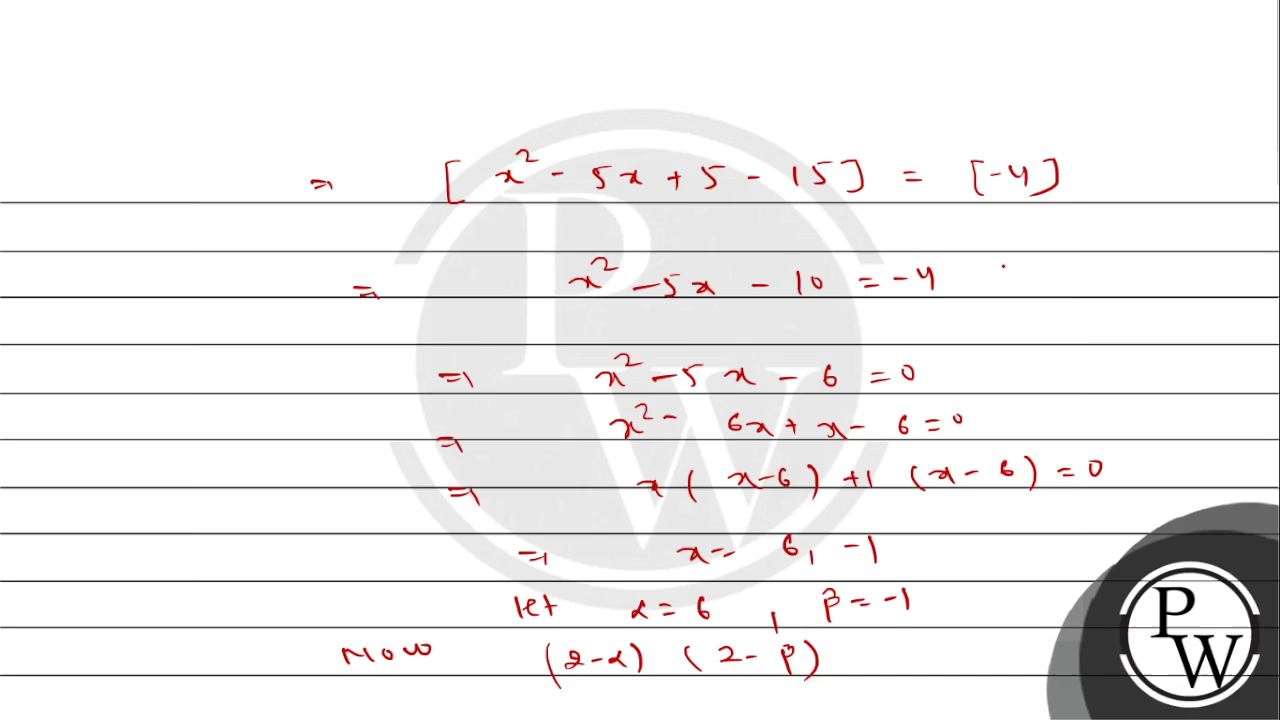 ⇒ [ x² - 5x + 5 - 15 ] = [-4]
⇒ x² - 5x - 10 = -4
⇒ x² - 5x - 6 = 0
⇒ x² - 6x + x - 6 = 0
⇒ x ( x-6 ) + 1 ( x - 6 ) = 0
⇒ x = 6, -1
let α = 6 , β = -1
Now (2-α) ( 2 - β )
P
W
P
W